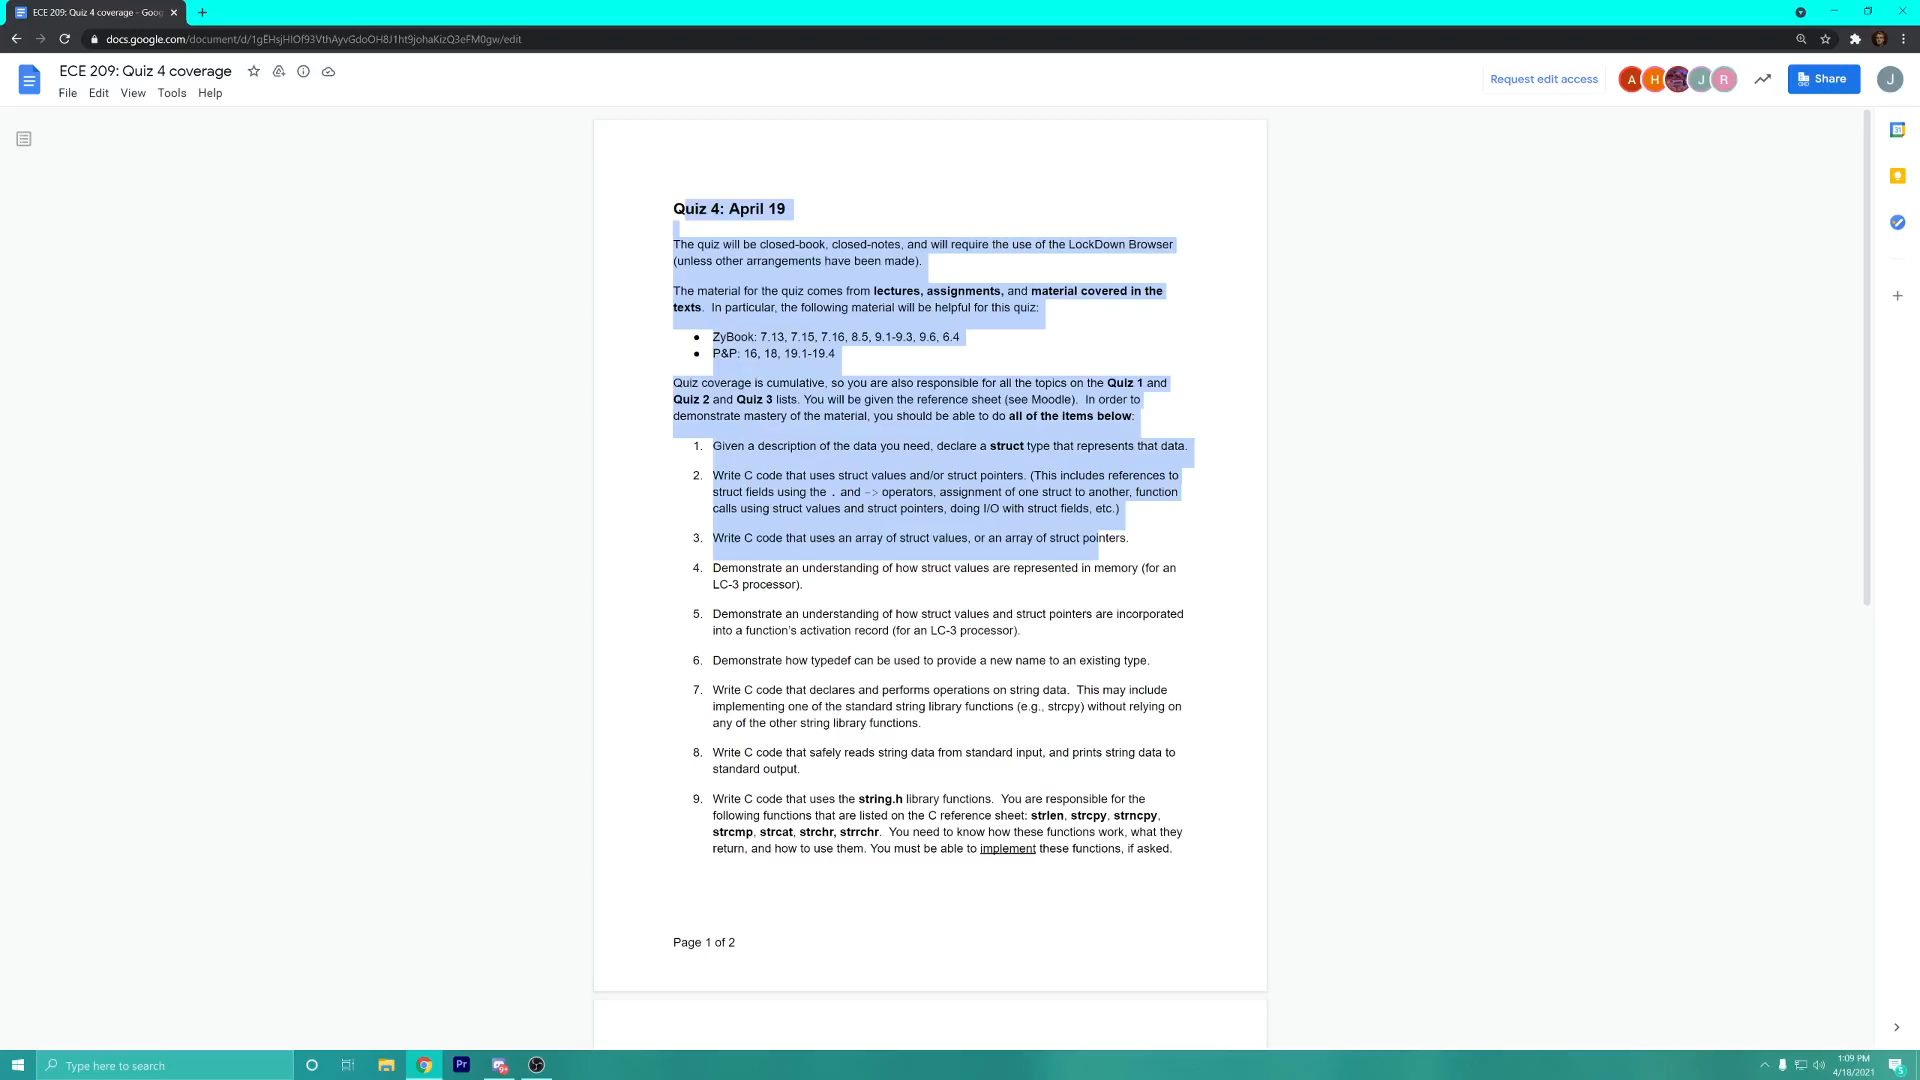 ECE 209: Quiz 4 coverage - Goog
docs.google.com/document/d/1gEHsjHIOf93VthAyvGdoOH8J1ht9johaKizQ3eFM0gw/edit
ECE 209: Quiz 4 coverage
File Edit View Tools Help
Request edit access
A H J R
Share
J
31
Quiz 4: April 19
The quiz will be closed-book, closed-notes, and will require the use of the LockDown Browser
(unless other arrangements have been made).
The material for the quiz comes from lectures, assignments, and material covered in the
texts. In particular, the following material will be helpful for this quiz:
● ZyBook: 7.13, 7.15, 7.16, 8.5, 9.1-9.3, 9.6, 6.4
● P&P: 16, 18, 19.1-19.4
Quiz coverage is cumulative, so you are also responsible for all the topics on the Quiz 1 and
Quiz 2 and Quiz 3 lists. You will be given the reference sheet (see Moodle). In order to
demonstrate mastery of the material, you should be able to do all of the items below:
1. Given a description of the data you need, declare a struct type that represents that data.
2. Write C code that uses struct values and/or struct pointers. (This includes references to
struct fields using the . and -> operators, assignment of one struct to another, function
calls using struct values and struct pointers, doing I/O with struct fields, etc.)
3. Write C code that uses an array of struct values, or an array of struct pointers.
4. Demonstrate an understanding of how struct values are represented in memory (for an
LC-3 processor).
5. Demonstrate an understanding of how struct values and struct pointers are incorporated
into a function's activation record (for an LC-3 processor).
6. Demonstrate how typedef can be used to provide a new name to an existing type.
7. Write C code that declares and performs operations on string data. This may include
implementing one of the standard string library functions (e.g., strcpy) without relying on
any of the other string library functions.
8. Write C code that safely reads string data from standard input, and prints string data to
standard output.
9. Write C code that uses the string.h library functions. You are responsible for the
following functions that are listed on the C reference sheet: strlen, strcpy, strncpy,
strcmp, strcat, strchr, strrchr. You need to know how these functions work, what they
return, and how to use them. You must be able to implement these functions, if asked.
Page 1 of 2
Type here to search
Pr
9+
1:09 PM
4/18/2021
5